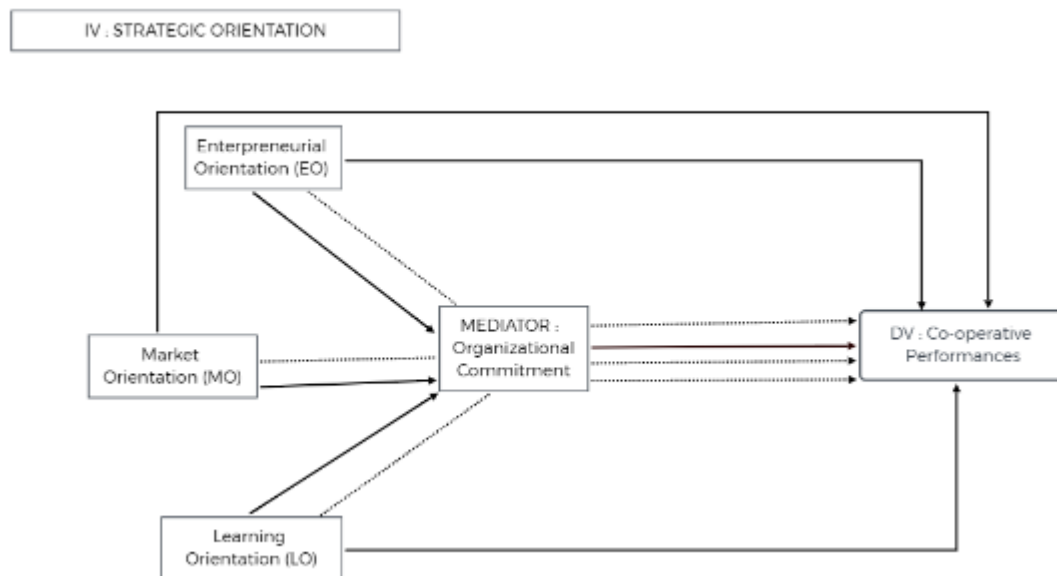 IV : STRATEGIC ORIENTATION
Enterpreneurial
Orientation (EO)
MEDIATOR :
Organizational
Commitment
DV : Co-operative
Performances
Market
Orientation (MO)
Learning
Orientation (LO)